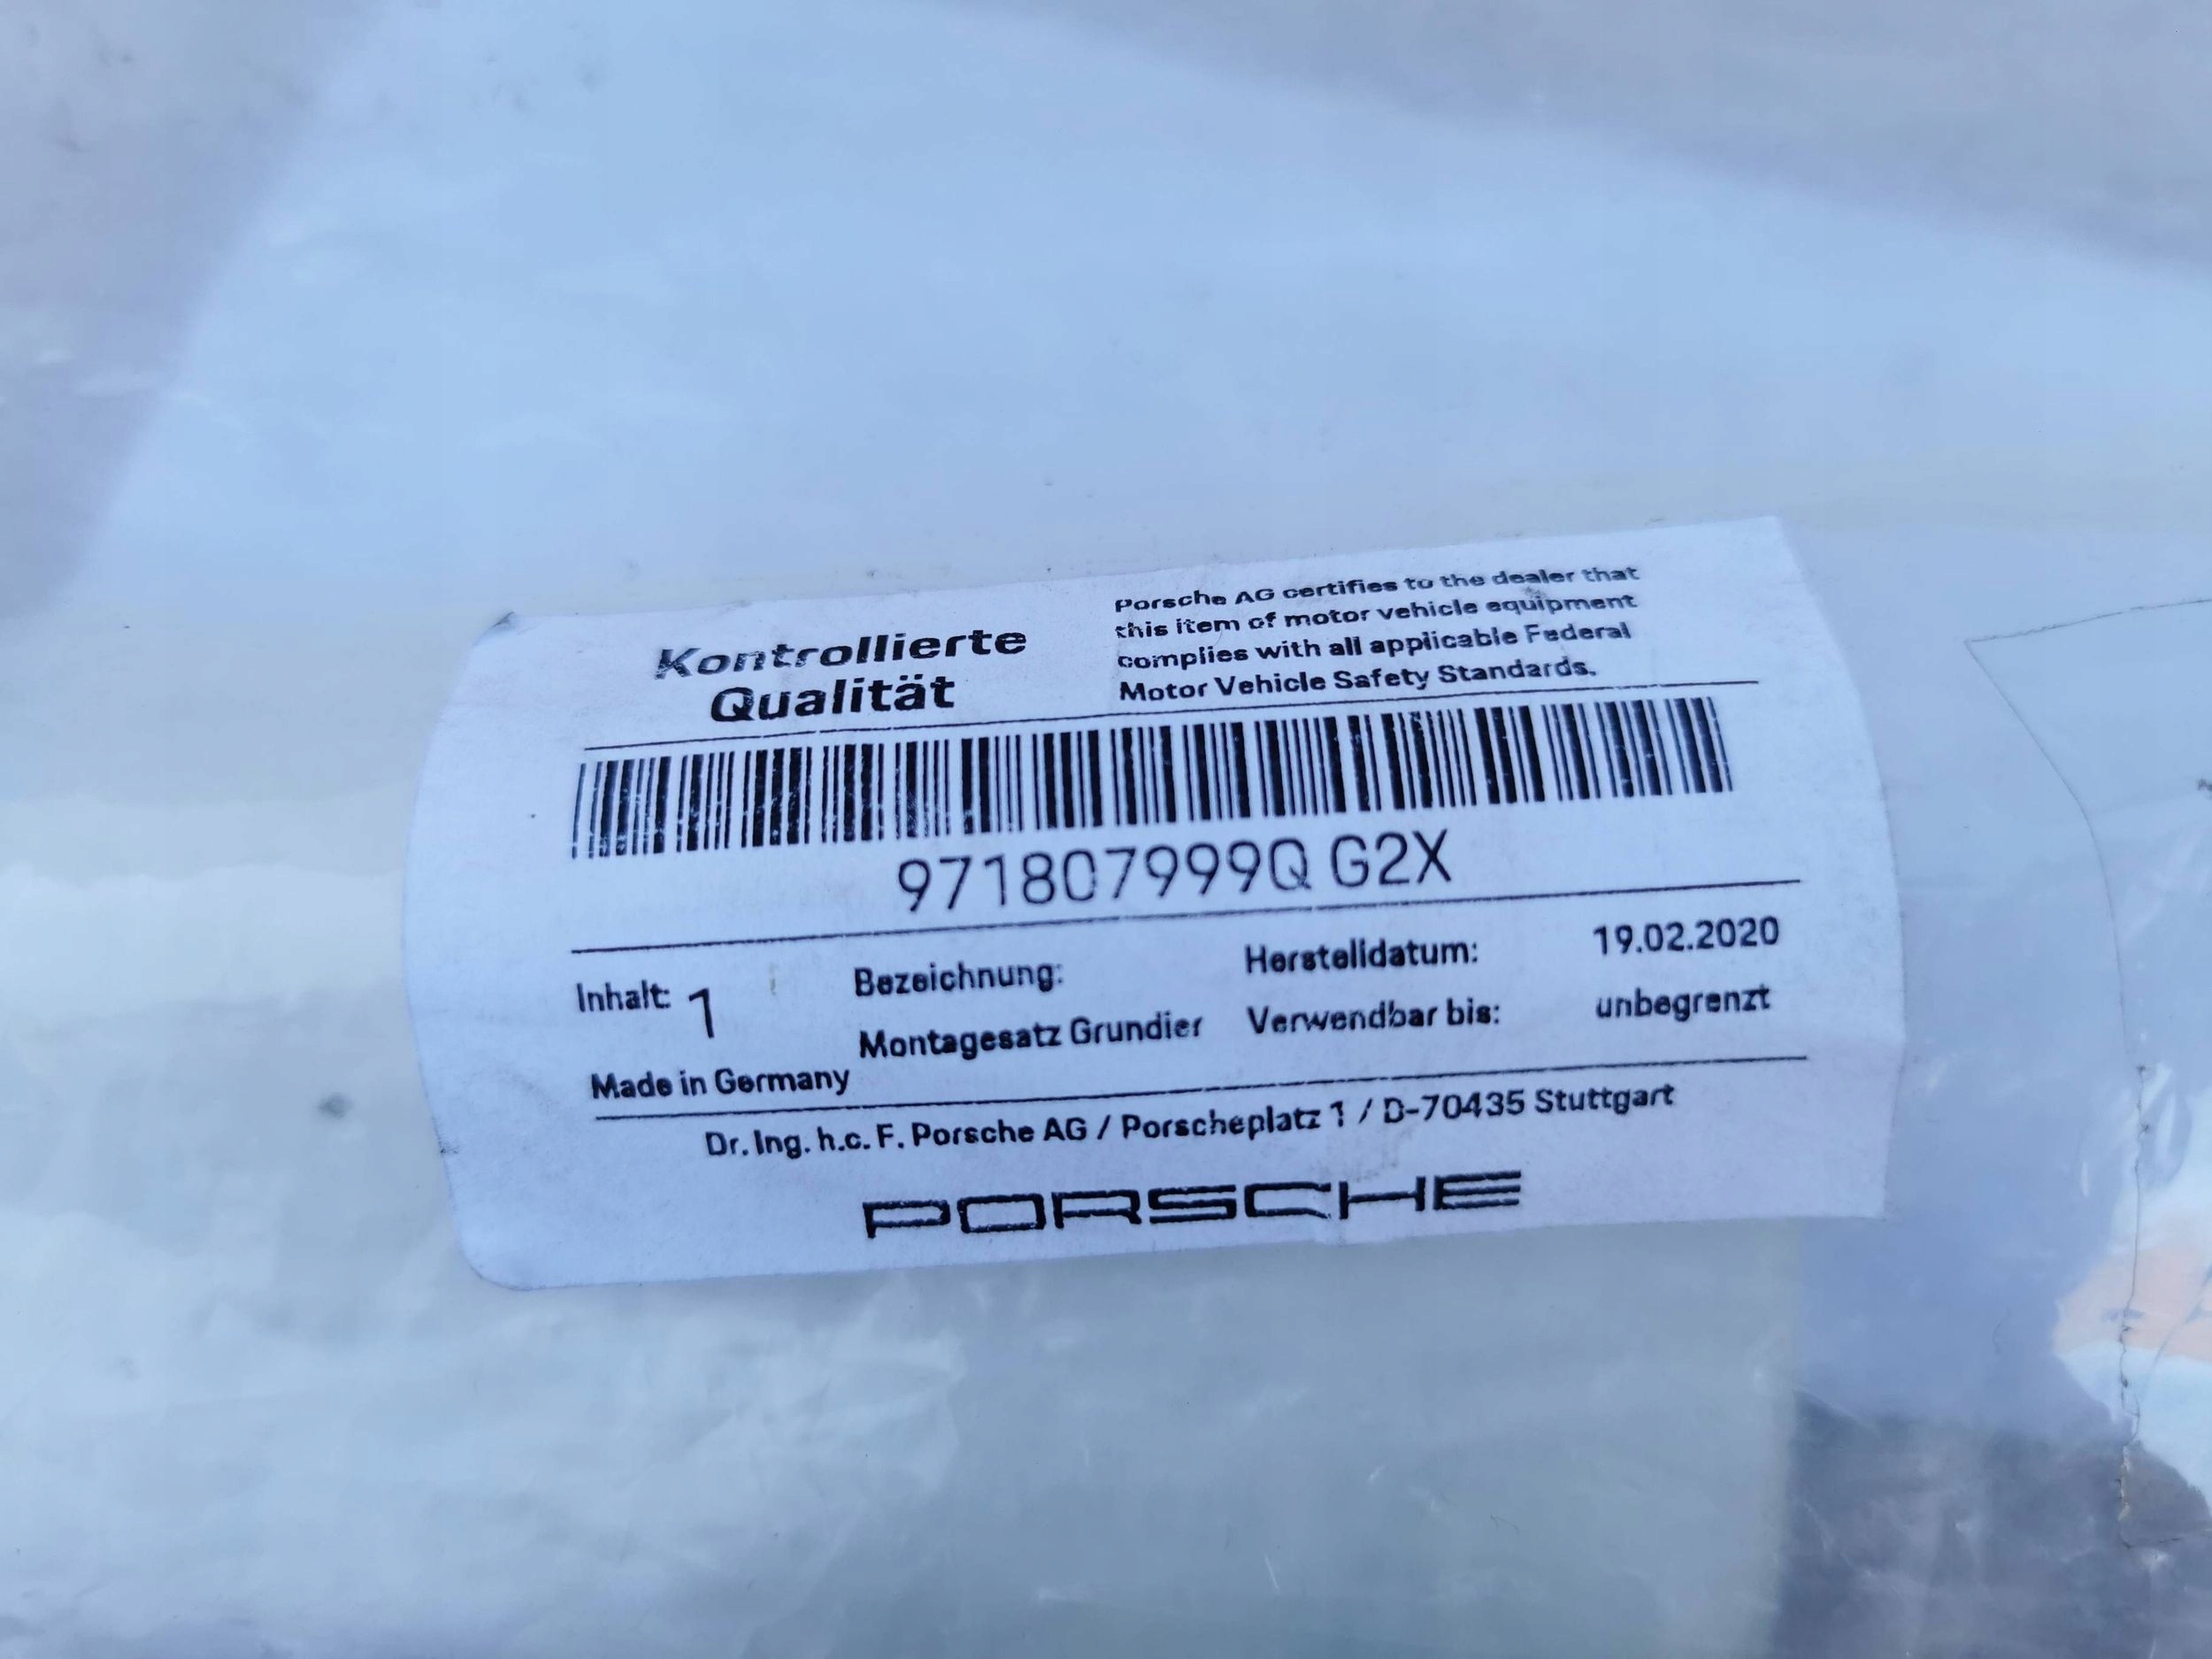 Kontrollierte
Qualität
Porsche AG certifies to the dealer that
this item of motor vehicle equipment
complies with all applicable Federal
Motor Vehicle Safety Standards.
971807999Q G2X
Inhalt: 1
Bezeichnung:
Montagesatz Grundier
Herstelldatum: 19.02.2020
Verwendbar bis: unbegrenzt
Made in Germany
Dr. Ing. h.c. F. Porsche AG / Porscheplatz 1 / D-70435 Stuttgart
PORSCHE